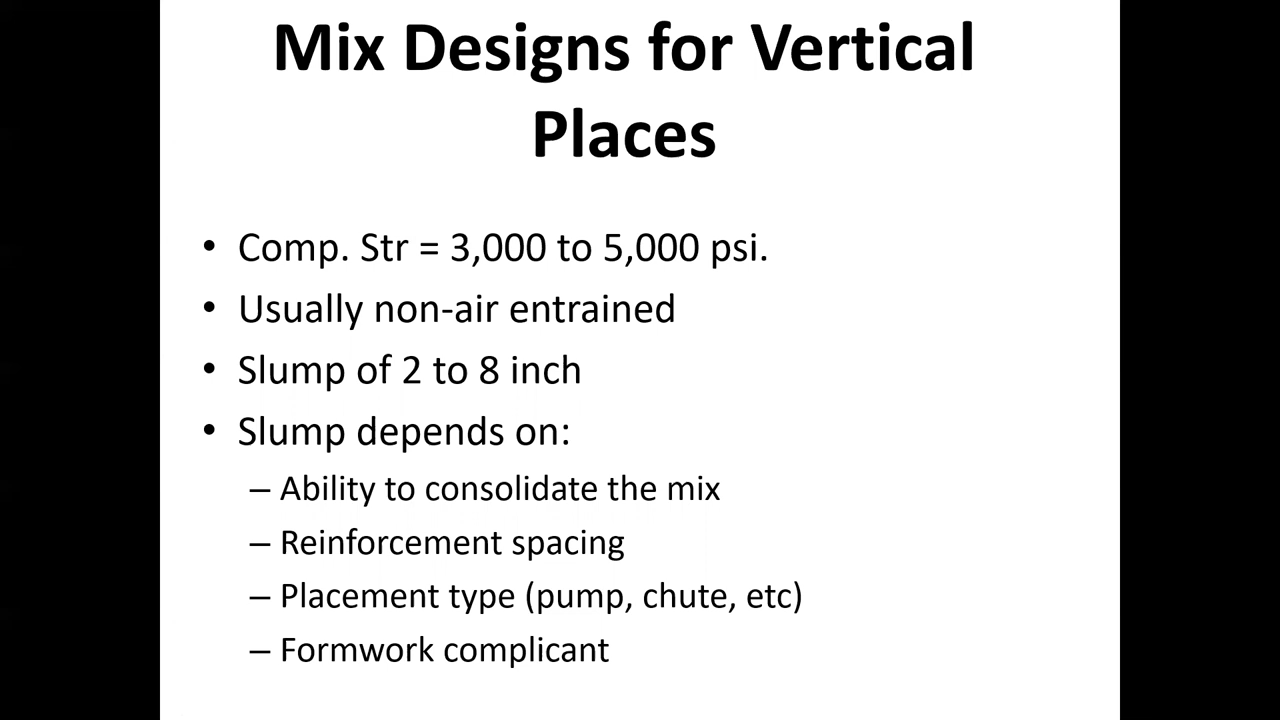 Mix Designs for Vertical
Places
• Comp. Str = 3,000 to 5,000 psi.
• Usually non-air entrained
• Slump of 2 to 8 inch
• Slump depends on:
– Ability to consolidate the mix
– Reinforcement spacing
– Placement type (pump, chute, etc)
– Formwork complicant